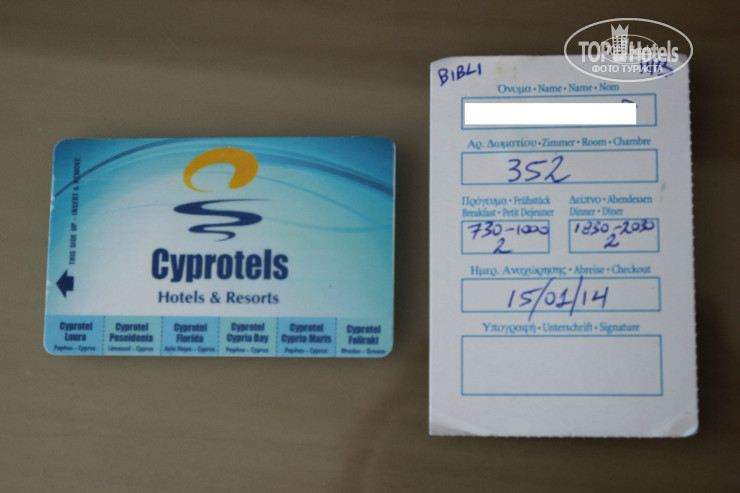 THIS SIDE UP - INSERT & REMOVE
Cyprotels
Hotels & Resorts
Cyprotel
Laura
Paphos - Cyprus
Cyprotel
Poseidonia
Limassol - Cyprus
Cyprotel
Florida
Ayia Napa - Cyprus
Cyprotel
Cypria Bay
Paphos - Cyprus
Cyprotel
Cypria Maris
Paphos - Cyprus
Cyprotel
Faliraki
Rhodes - Greece
TOP Hotels
ФОТО ТУРИСТА
BIBLI
Όνομα • Name • Name • Nom
Αρ. Δωματίου • Zimmer • Room • Chambre
352
Πρόγευμα • Frühstück
Breakfast • Petit Dejeuner
730-1000
2
Δείπνο • Abendessen
Dinner • Dîner
1830-2030
2
Ημερ. Αναχώρησης • Abreise • Checkout
15/01/14
Υπογραφή • Unterschrift • Signature